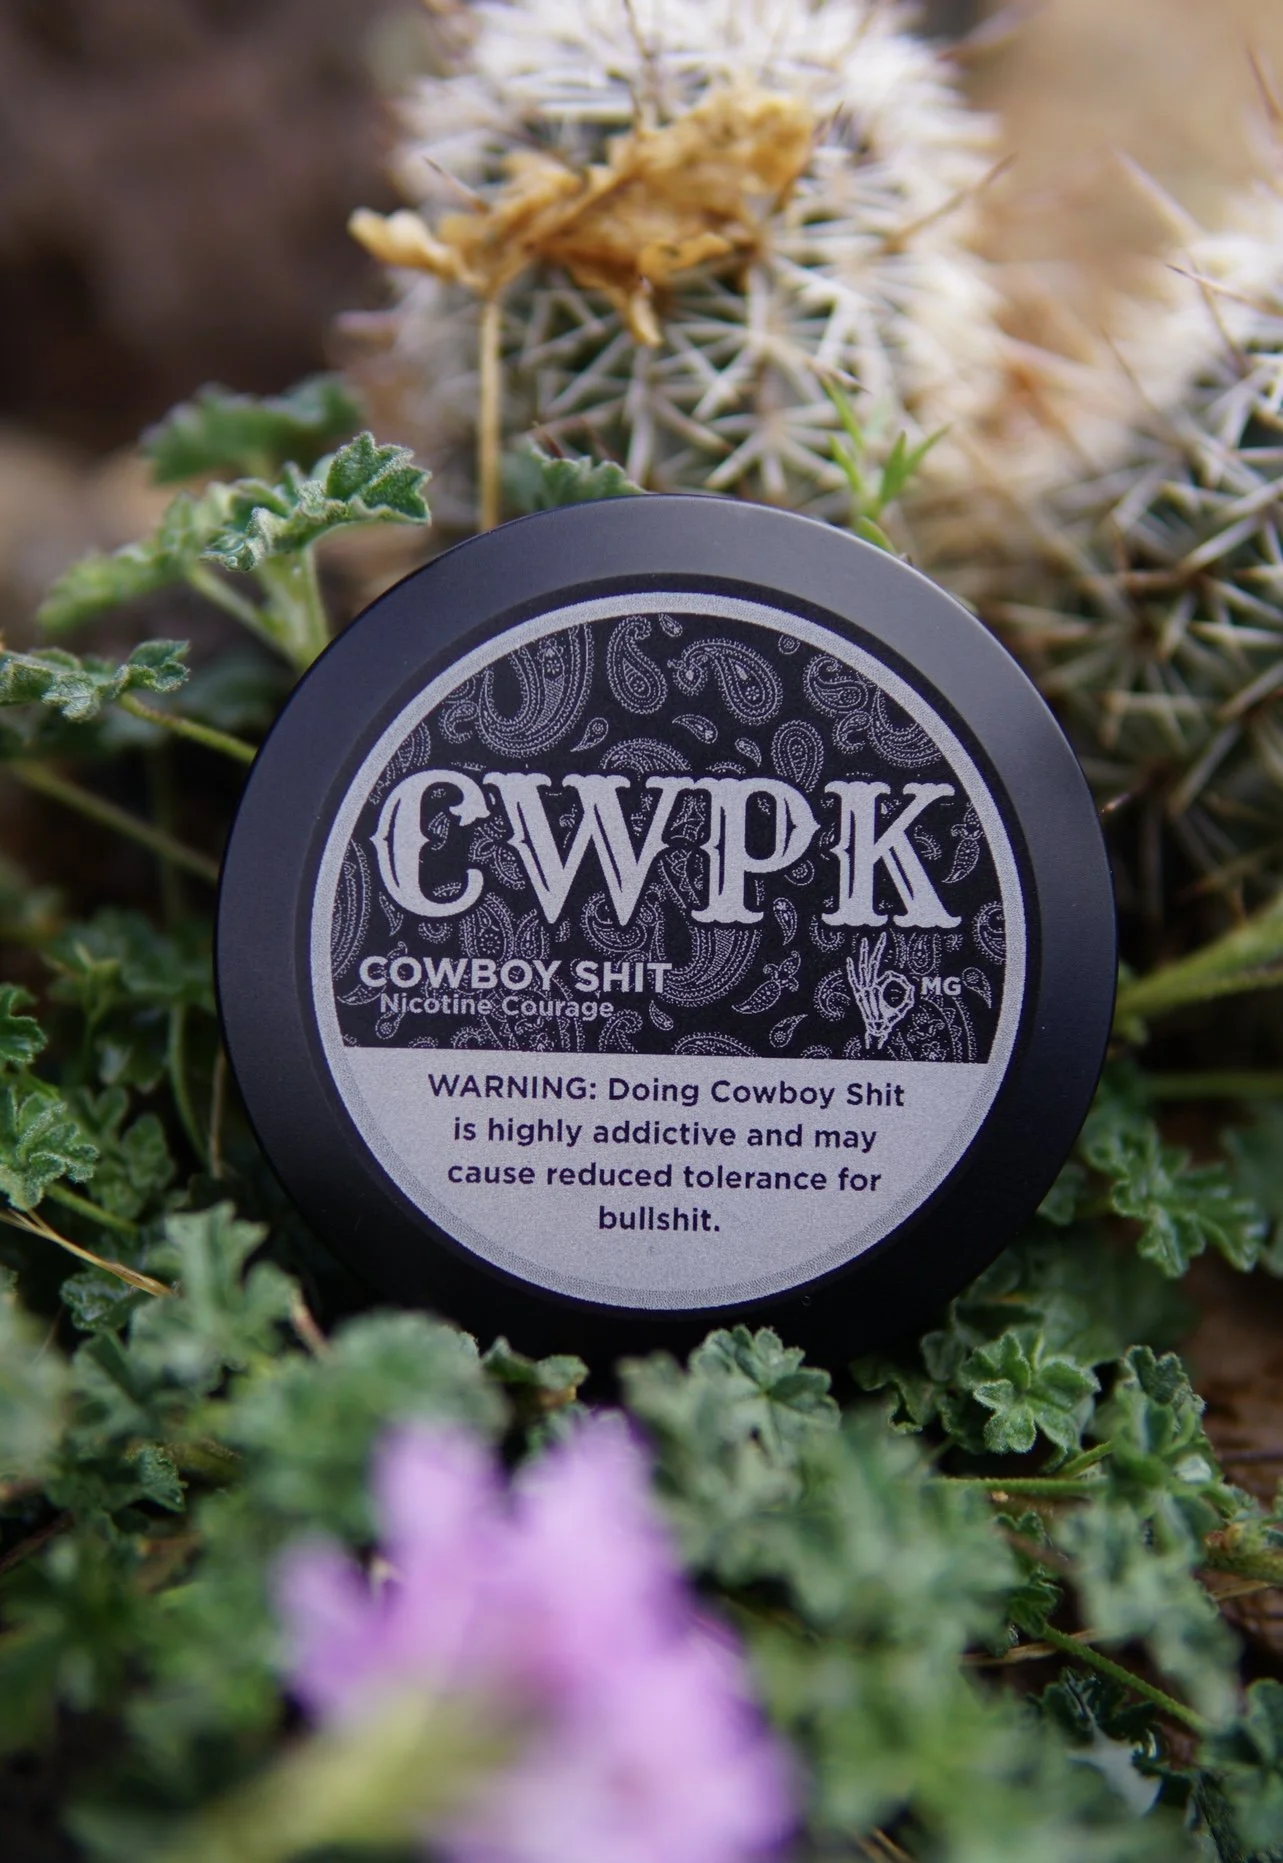 CWPK
COWBOY SHIT
Nicotine Courage
MG
WARNING: Doing Cowboy Shit
is highly addictive and may
cause reduced tolerance for
bullshit.